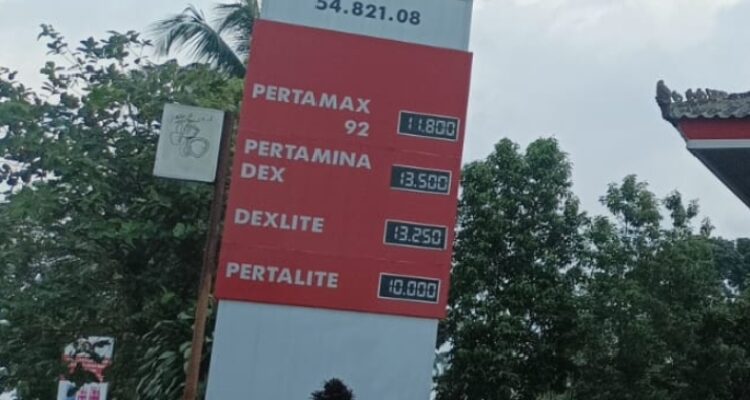 54.821.08
PERTAMAX
92 11.800
PERTAMINA
DEX 13.500
DEXLITE 13.250
PERTALITE 10.000